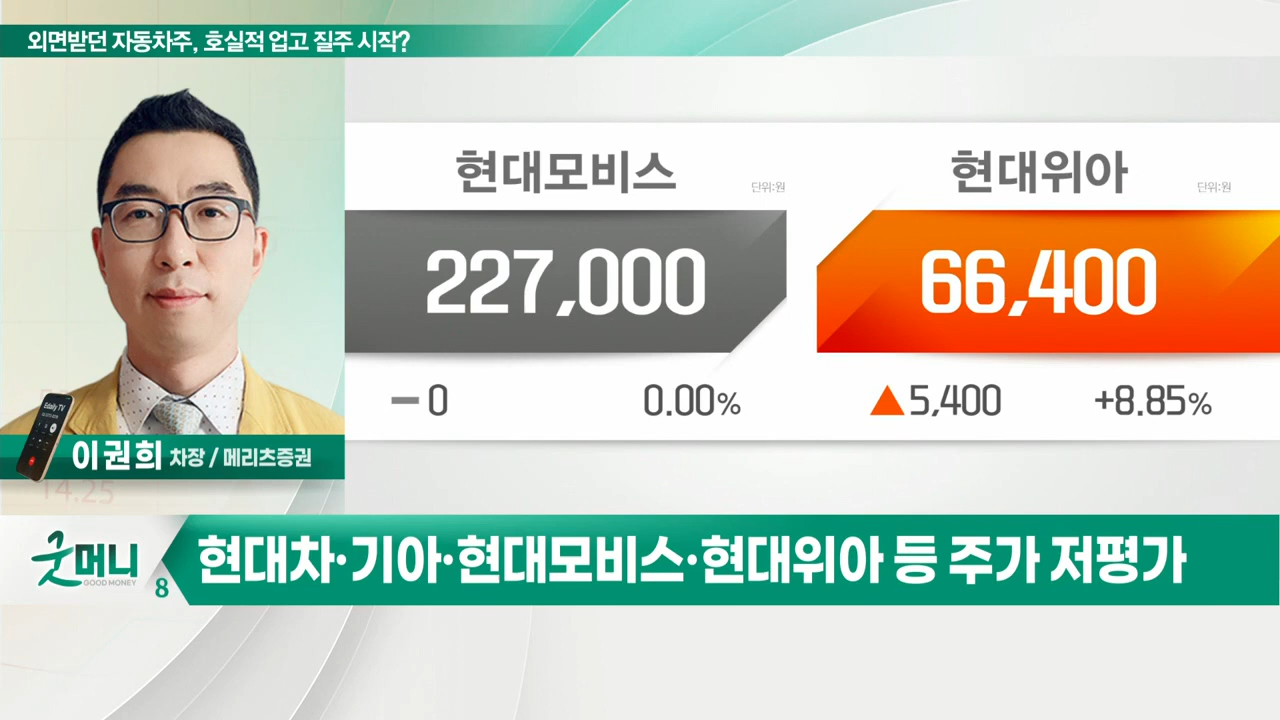 외면받던 자동차주, 호실적 업고 질주 시작?
현대모비스
단위:원
현대위아
단위:원
227,000
66,400
0
0.00%
▲5,400
+8.85%
Edaily TV
이권희 차장 / 메리츠증권
14.25
굿머니
GOOD MONEY
8
현대차·기아·현대모비스·현대위아 등 주가 저평가